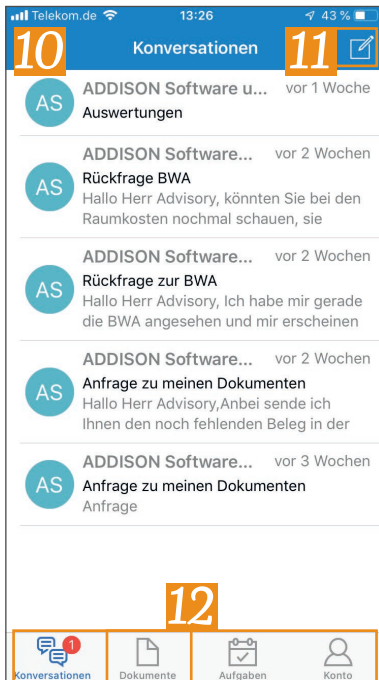 Telekom.de 13:26 43 %
10 Konversationen 11
AS ADDISON Software u... vor 1 Woche
Auswertungen
ADDISON Software... vor 2 Wochen
AS Rückfrage BWA
Hallo Herr Advisory, könnten Sie bei den
Raumkosten nochmal schauen, sie
ADDISON Software... vor 2 Wochen
AS Rückfrage zur BWA
Hallo Herr Advisory, Ich habe mir gerade
die BWA angesehen und mir erscheinen
ADDISON Software... vor 2 Wochen
AS Anfrage zu meinen Dokumenten
Hallo Herr Advisory,Anbei sende ich
Ihnen den noch fehlenden Beleg in der
ADDISON Software... vor 3 Wochen
AS Anfrage zu meinen Dokumenten
Anfrage
12
1
Konversationen Dokumente Aufgaben Konto